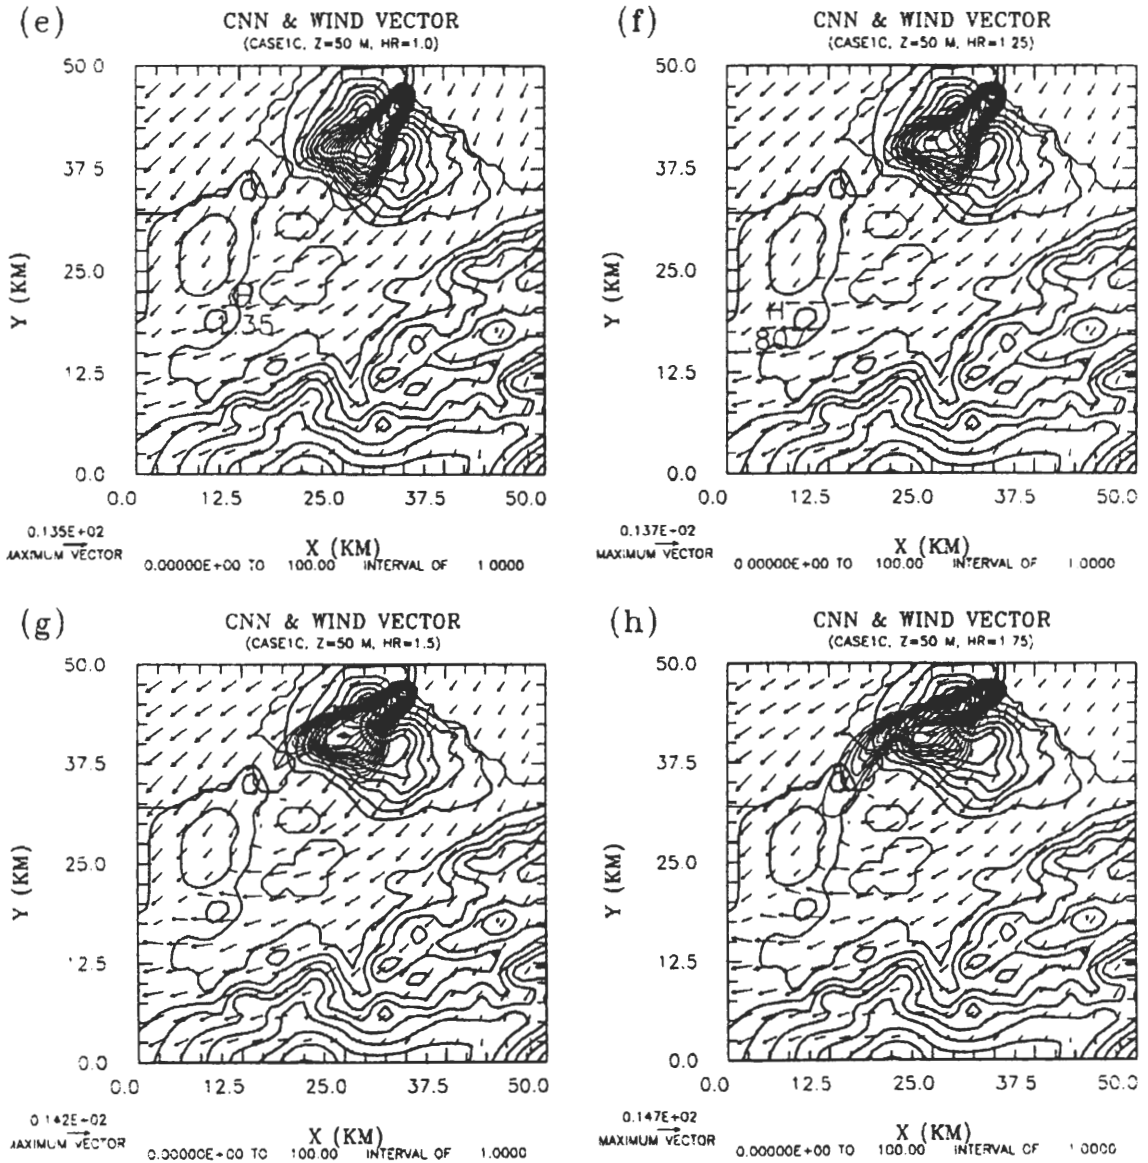 (e)
CNN & WIND VECTOR
(CASE1C, Z=50 M, HR=1.0)
50.0
37.5
25.0
12.5
0.0
Y (KM)
H
1.35
0.0 12.5 25.0 37.5 50.0
X (KM)
0.135E+02
MAXIMUM VECTOR
0.00000E+00 TO 100.00 INTERVAL OF 1.0000
(f)
CNN & WIND VECTOR
(CASE1C, Z=50 M, HR=1.25)
50.0
37.5
25.0
12.5
0.0
Y (KM)
H
.807
0.0 12.5 25.0 37.5 50.0
X (KM)
0.137E+02
MAXIMUM VECTOR
0.00000E+00 TO 100.00 INTERVAL OF 1.0000
(g)
CNN & WIND VECTOR
(CASE1C, Z=50 M, HR=1.5)
50.0
37.5
25.0
12.5
0.0
Y (KM)
0.0 12.5 25.0 37.5 50.0
X (KM)
0.142E+02
MAXIMUM VECTOR
0.00000E+00 TO 100.00 INTERVAL OF 1.0000
(h)
CNN & WIND VECTOR
(CASE1C, Z=50 M, HR=1.75)
50.0
37.5
25.0
12.5
0.0
Y (KM)
0.0 12.5 25.0 37.5 50.0
X (KM)
0.147E+02
MAXIMUM VECTOR
0.00000E+00 TO 100.00 INTERVAL OF 1.0000